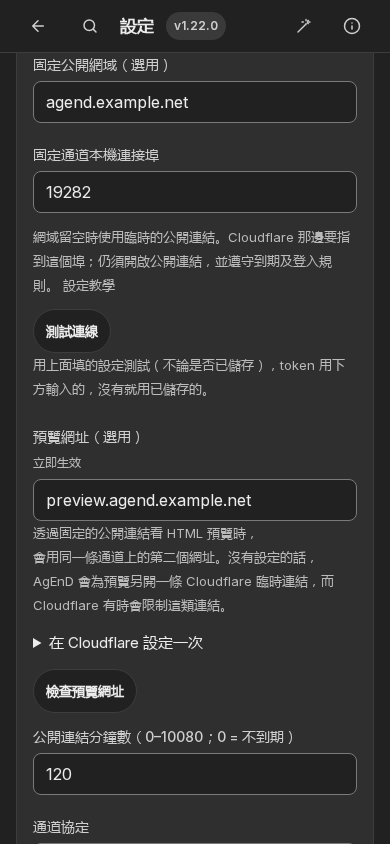 設定 v1.22.0
固定公開網域（選用）
agend.example.net
固定通道本機連接埠
19282
網域留空時使用臨時的公開連結。Cloudflare 那邊要指
到這個埠；仍須開啟公開連結，並遵守到期及登入規
則。 設定教學
測試連線
用上面填的設定測試（不論是否已儲存），token 用下
方輸入的，沒有就用已儲存的。
預覽網址（選用）
立即生效
preview.agend.example.net
透過固定的公開連結看 HTML 預覽時，
會用同一條通道上的第二個網址。沒有設定的話，
AgEnD 會為預覽另開一條 Cloudflare 臨時連結，而
Cloudflare 有時會限制這類連結。
▶ 在 Cloudflare 設定一次
檢查預覽網址
公開連結分鐘數（0–10080；0 = 不到期）
120
通道協定